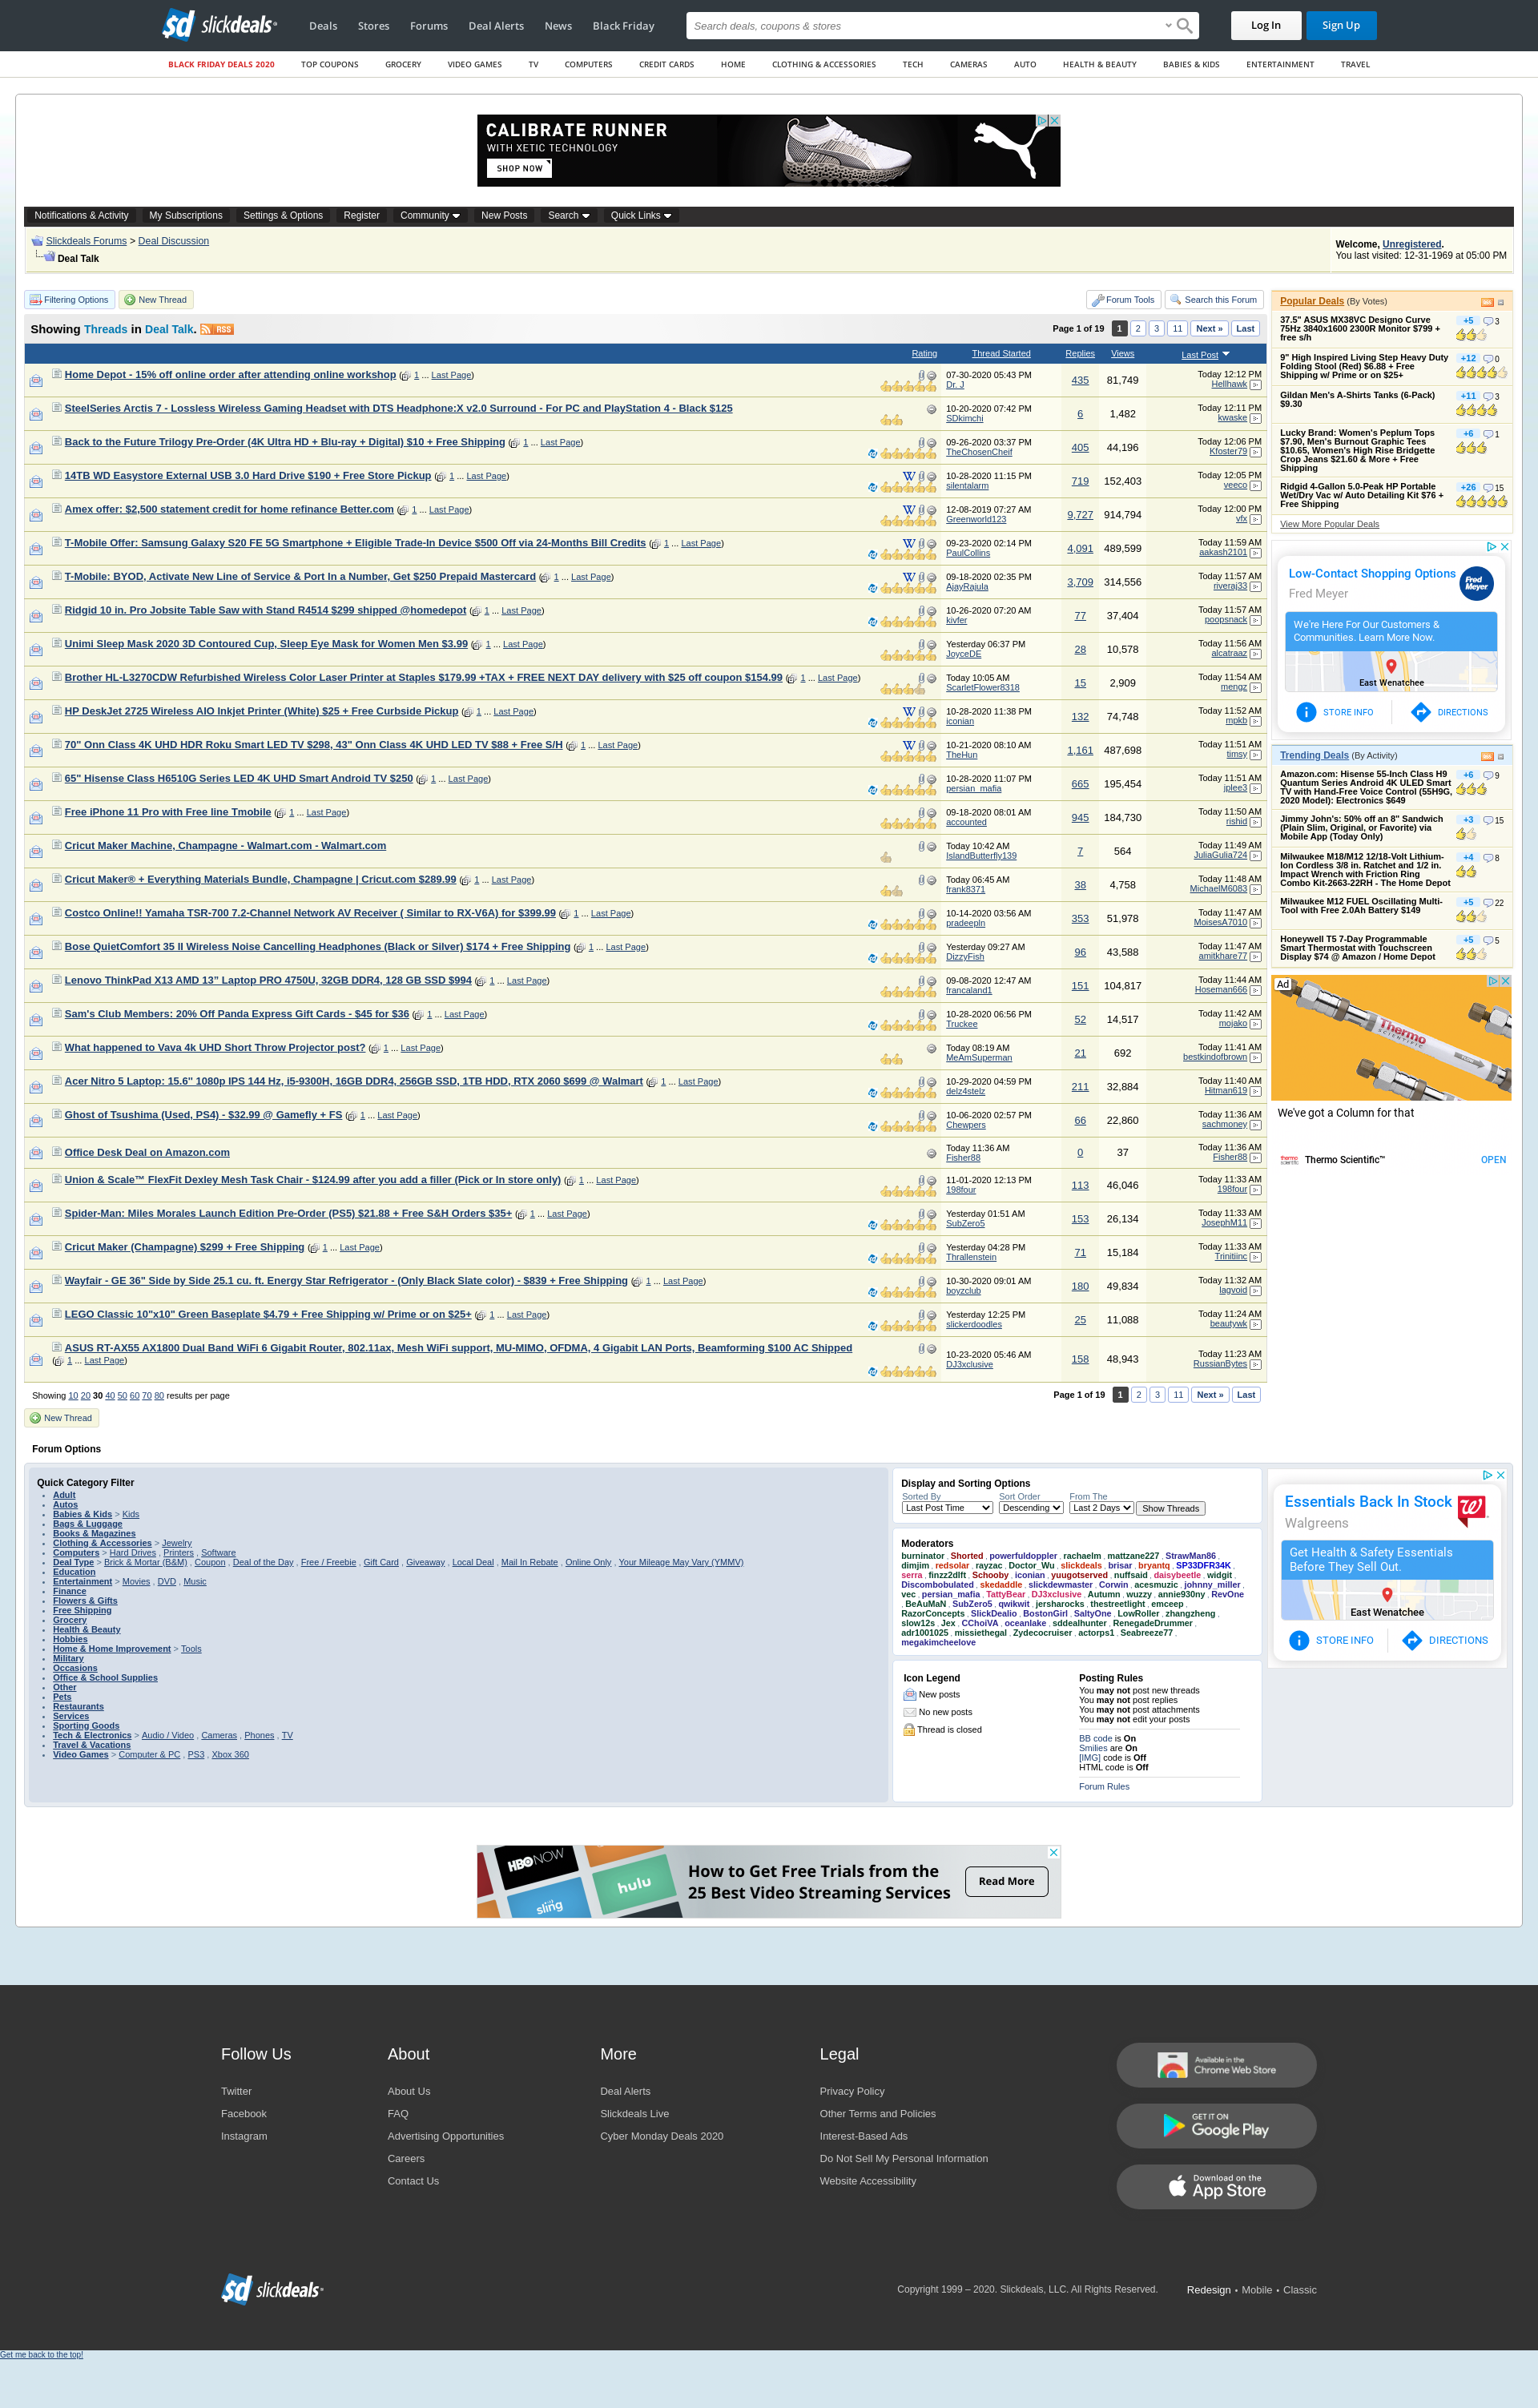 sd slickdeals
Deals Stores Forums Deal Alerts News Black Friday
Search deals, coupons & stores
Log In Sign Up
BLACK FRIDAY DEALS 2020 TOP COUPONS GROCERY VIDEO GAMES TV COMPUTERS CREDIT CARDS HOME CLOTHING & ACCESSORIES TECH CAMERAS AUTO HEALTH & BEAUTY BABIES & KIDS ENTERTAINMENT TRAVEL
CALIBRATE RUNNER
WITH XETIC TECHNOLOGY
SHOP NOW
Notifications & Activity My Subscriptions Settings & Options Register Community New Posts Search Quick Links
Slickdeals Forums > Deal Discussion
Deal Talk
Welcome, Unregistered.
You last visited: 12-31-1969 at 05:00 PM
Filtering Options New Thread
Forum Tools Search this Forum
Showing Threads in Deal Talk. RSS
Page 1 of 19 1 2 3 11 Next » Last
Rating Thread Started Replies Views Last Post
Home Depot - 15% off online order after attending online workshop ( 1 ... Last Page) 07-30-2020 05:43 PM Dr. J 435 81,749 Today 12:12 PM Hellhawk
SteelSeries Arctis 7 - Lossless Wireless Gaming Headset with DTS Headphone:X v2.0 Surround - For PC and PlayStation 4 - Black $125 10-20-2020 07:42 PM SDkimchi 6 1,482 Today 12:11 PM kwaske
Back to the Future Trilogy Pre-Order (4K Ultra HD + Blu-ray + Digital) $10 + Free Shipping ( 1 ... Last Page) 09-26-2020 03:37 PM TheChosenCheif 405 44,196 Today 12:06 PM Kfoster79
14TB WD Easystore External USB 3.0 Hard Drive $190 + Free Store Pickup ( 1 ... Last Page) 10-28-2020 11:15 PM silentalarm 719 152,403 Today 12:05 PM veeco
Amex offer: $2,500 statement credit for home refinance Better.com ( 1 ... Last Page) 12-08-2019 07:27 AM Greenworld123 9,727 914,794 Today 12:00 PM vfx
T-Mobile Offer: Samsung Galaxy S20 FE 5G Smartphone + Eligible Trade-In Device $500 Off via 24-Months Bill Credits ( 1 ... Last Page) 09-23-2020 02:14 PM PaulCollins 4,091 489,599 Today 11:59 AM aakash2101
T-Mobile: BYOD, Activate New Line of Service & Port In a Number, Get $250 Prepaid Mastercard ( 1 ... Last Page) 09-18-2020 02:35 PM AjayRajula 3,709 314,556 Today 11:57 AM riveraj33
Ridgid 10 in. Pro Jobsite Table Saw with Stand R4514 $299 shipped @homedepot ( 1 ... Last Page) 10-26-2020 07:20 AM kivfer 77 37,404 Today 11:57 AM poopsnack
Unimi Sleep Mask 2020 3D Contoured Cup, Sleep Eye Mask for Women Men $3.99 ( 1 ... Last Page) Yesterday 06:37 PM JoyceDE 28 10,578 Today 11:56 AM alcatraaz
Brother HL-L3270CDW Refurbished Wireless Color Laser Printer at Staples $179.99 +TAX + FREE NEXT DAY delivery with $25 off coupon $154.99 ( 1 ... Last Page) Today 10:05 AM ScarletFlower8318 15 2,909 Today 11:54 AM mengz
HP DeskJet 2725 Wireless AIO Inkjet Printer (White) $25 + Free Curbside Pickup ( 1 ... Last Page) 10-28-2020 11:38 PM iconian 132 74,748 Today 11:52 AM mpkb
70" Onn Class 4K UHD HDR Roku Smart LED TV $298, 43" Onn Class 4K UHD LED TV $88 + Free S/H ( 1 ... Last Page) 10-21-2020 08:10 AM TheHun 1,161 487,698 Today 11:51 AM timsy
65" Hisense Class H6510G Series LED 4K UHD Smart Android TV $250 ( 1 ... Last Page) 10-28-2020 11:07 PM persian_mafia 665 195,454 Today 11:51 AM jplee3
Free iPhone 11 Pro with Free line Tmobile ( 1 ... Last Page) 09-18-2020 08:01 AM accounted 945 184,730 Today 11:50 AM rishid
Cricut Maker Machine, Champagne - Walmart.com - Walmart.com Today 10:42 AM IslandButterfly139 7 564 Today 11:49 AM JuliaGulia724
Cricut Maker® + Everything Materials Bundle, Champagne | Cricut.com $289.99 ( 1 ... Last Page) Today 06:45 AM frank8371 38 4,758 Today 11:48 AM MichaelM6083
Costco Online!! Yamaha TSR-700 7.2-Channel Network AV Receiver ( Similar to RX-V6A) for $399.99 ( 1 ... Last Page) 10-14-2020 03:56 AM pradeepln 353 51,978 Today 11:47 AM MoisesA7010
Bose QuietComfort 35 II Wireless Noise Cancelling Headphones (Black or Silver) $174 + Free Shipping ( 1 ... Last Page) Yesterday 09:27 AM DizzyFish 96 43,588 Today 11:47 AM amitkhare77
Lenovo ThinkPad X13 AMD 13" Laptop PRO 4750U, 32GB DDR4, 128 GB SSD $994 ( 1 ... Last Page) 09-08-2020 12:47 AM francaland1 151 104,817 Today 11:44 AM Hoseman666
Sam's Club Members: 20% Off Panda Express Gift Cards - $45 for $36 ( 1 ... Last Page) 10-28-2020 06:56 PM Truckee 52 14,517 Today 11:42 AM mojako
What happened to Vava 4k UHD Short Throw Projector post? ( 1 ... Last Page) Today 08:19 AM MeAmSuperman 21 692 Today 11:41 AM bestkindofbrown
Acer Nitro 5 Laptop: 15.6" 1080p IPS 144 Hz, i5-9300H, 16GB DDR4, 256GB SSD, 1TB HDD, RTX 2060 $699 @ Walmart ( 1 ... Last Page) 10-29-2020 04:59 PM delz4stelz 211 32,884 Today 11:40 AM Hitman619
Ghost of Tsushima (Used, PS4) - $32.99 @ Gamefly + FS ( 1 ... Last Page) 10-06-2020 02:57 PM Chewpers 66 22,860 Today 11:36 AM sachmoney
Office Desk Deal on Amazon.com Today 11:36 AM Fisher88 0 37 Today 11:36 AM Fisher88
Union & Scale™ FlexFit Dexley Mesh Task Chair - $124.99 after you add a filler (Pick or In store only) ( 1 ... Last Page) 11-01-2020 12:13 PM 198four 113 46,046 Today 11:33 AM 198four
Spider-Man: Miles Morales Launch Edition Pre-Order (PS5) $21.88 + Free S&H Orders $35+ ( 1 ... Last Page) Yesterday 01:51 AM SubZero5 153 26,134 Today 11:33 AM JosephM11
Cricut Maker (Champagne) $299 + Free Shipping ( 1 ... Last Page) Yesterday 04:28 PM Thrallenstein 71 15,184 Today 11:33 AM Trinitiinc
Wayfair - GE 36" Side by Side 25.1 cu. ft. Energy Star Refrigerator - (Only Black Slate color) - $839 + Free Shipping ( 1 ... Last Page) 10-30-2020 09:01 AM boyzclub 180 49,834 Today 11:32 AM lagvoid
LEGO Classic 10"x10" Green Baseplate $4.79 + Free Shipping w/ Prime or on $25+ ( 1 ... Last Page) Yesterday 12:25 PM slickerdoodles 25 11,088 Today 11:24 AM beautywk
ASUS RT-AX55 AX1800 Dual Band WiFi 6 Gigabit Router, 802.11ax, Mesh WiFi support, MU-MIMO, OFDMA, 4 Gigabit LAN Ports, Beamforming $100 AC Shipped ( 1 ... Last Page) 10-23-2020 05:46 AM DJ3xclusive 158 48,943 Today 11:23 AM RussianBytes
Showing 10 20 30 40 50 60 70 80 results per page
Page 1 of 19 1 2 3 11 Next » Last
New Thread
Popular Deals (By Votes)
37.5" ASUS MX38VC Designo Curve 75Hz 3840x1600 2300R Monitor $799 + free s/h +5 3
9" High Inspired Living Step Heavy Duty Folding Stool (Red) $6.88 + Free Shipping w/ Prime or on $25+ +12 0
Gildan Men's A-Shirts Tanks (6-Pack) $9.30 +11 3
Lucky Brand: Women's Peplum Tops $7.90, Men's Burnout Graphic Tees $10.65, Women's High Rise Bridgette Crop Jeans $21.60 & More + Free Shipping +6 1
Ridgid 4-Gallon 5.0-Peak HP Portable Wet/Dry Vac w/ Auto Detailing Kit $76 + Free Shipping +26 15
View More Popular Deals
Low-Contact Shopping Options
Fred Meyer
Fred Meyer
We're Here For Our Customers & Communities. Learn More Now.
East Wenatchee
STORE INFO DIRECTIONS
Trending Deals (By Activity)
Amazon.com: Hisense 55-Inch Class H9 Quantum Series Android 4K ULED Smart TV with Hand-Free Voice Control (55H9G, 2020 Model): Electronics $649 +6 9
Jimmy John's: 50% off an 8" Sandwich (Plain Slim, Original, or Favorite) via Mobile App (Today Only) +3 15
Milwaukee M18/M12 12/18-Volt Lithium-Ion Cordless 3/8 in. Ratchet and 1/2 in. Impact Wrench with Friction Ring Combo Kit-2663-22RH - The Home Depot +4 8
Milwaukee M12 FUEL Oscillating Multi-Tool with Free 2.0Ah Battery $149 +5 22
Honeywell T5 7-Day Programmable Smart Thermostat with Touchscreen Display $74 @ Amazon / Home Depot +5 5
Ad
Thermo SCIENTIFIC
We've got a Column for that
Thermo Scientific™ OPEN
Forum Options
Quick Category Filter
Adult
Autos
Babies & Kids > Kids
Bags & Luggage
Books & Magazines
Clothing & Accessories > Jewelry
Computers > Hard Drives , Printers , Software
Deal Type > Brick & Mortar (B&M) , Coupon , Deal of the Day , Free / Freebie , Gift Card , Giveaway , Local Deal , Mail In Rebate , Online Only , Your Mileage May Vary (YMMV)
Education
Entertainment > Movies , DVD , Music
Finance
Flowers & Gifts
Free Shipping
Grocery
Health & Beauty
Hobbies
Home & Home Improvement > Tools
Military
Occasions
Office & School Supplies
Other
Pets
Restaurants
Services
Sporting Goods
Tech & Electronics > Audio / Video , Cameras , Phones , TV
Travel & Vacations
Video Games > Computer & PC , PS3 , Xbox 360
Display and Sorting Options
Sorted By Sort Order From The
Last Post Time Descending Last 2 Days Show Threads
Moderators
burninator , Shorted , powerfuldoppler , rachaelm , mattzane227 , StrawMan86 ,
dimjim , redsolar , rayzac , Doctor_Wu , slickdeals , brisar , bryantq , SP33DFR34K ,
serra , finzz2dlft , Schooby , iconian , yuugotserved , nuffsaid , daisybeetle , widgit ,
Discombobulated , skedaddle , slickdewmaster , Corwin , acesmuzic , johnny_miller ,
vec , persian_mafia , TattyBear , DJ3xclusive , Autumn , wuzzy , annie930ny , RevOne
, BeAuMaN , SubZero5 , qwikwit , jersharocks , thestreetlight , emceep ,
RazorConcepts , SlickDealio , BostonGirl , SaltyOne , LowRoller , zhangzheng ,
slow12s , Jex , CChoiVA , oceanlake , sddealhunter , RenegadeDrummer ,
adr1001025 , missiethegal , Zydecocruiser , actorps1 , Seabreeze77 ,
megakimcheelove
Icon Legend
New posts
No new posts
Thread is closed
Posting Rules
You may not post new threads
You may not post replies
You may not post attachments
You may not edit your posts
BB code is On
Smilies are On
[IMG] code is Off
HTML code is Off
Forum Rules
Essentials Back In Stock
Walgreens
Get Health & Safety Essentials Before They Sell Out.
East Wenatchee
STORE INFO DIRECTIONS
HBO NOW
hulu
sling
How to Get Free Trials from the
25 Best Video Streaming Services
Read More
Follow Us
Twitter
Facebook
Instagram
About
About Us
FAQ
Advertising Opportunities
Careers
Contact Us
More
Deal Alerts
Slickdeals Live
Cyber Monday Deals 2020
Legal
Privacy Policy
Other Terms and Policies
Interest-Based Ads
Do Not Sell My Personal Information
Website Accessibility
Available in the Chrome Web Store
GET IT ON Google Play
Download on the App Store
sd slickdeals
Copyright 1999 – 2020. Slickdeals, LLC. All Rights Reserved.
Redesign • Mobile • Classic
Get me back to the top!